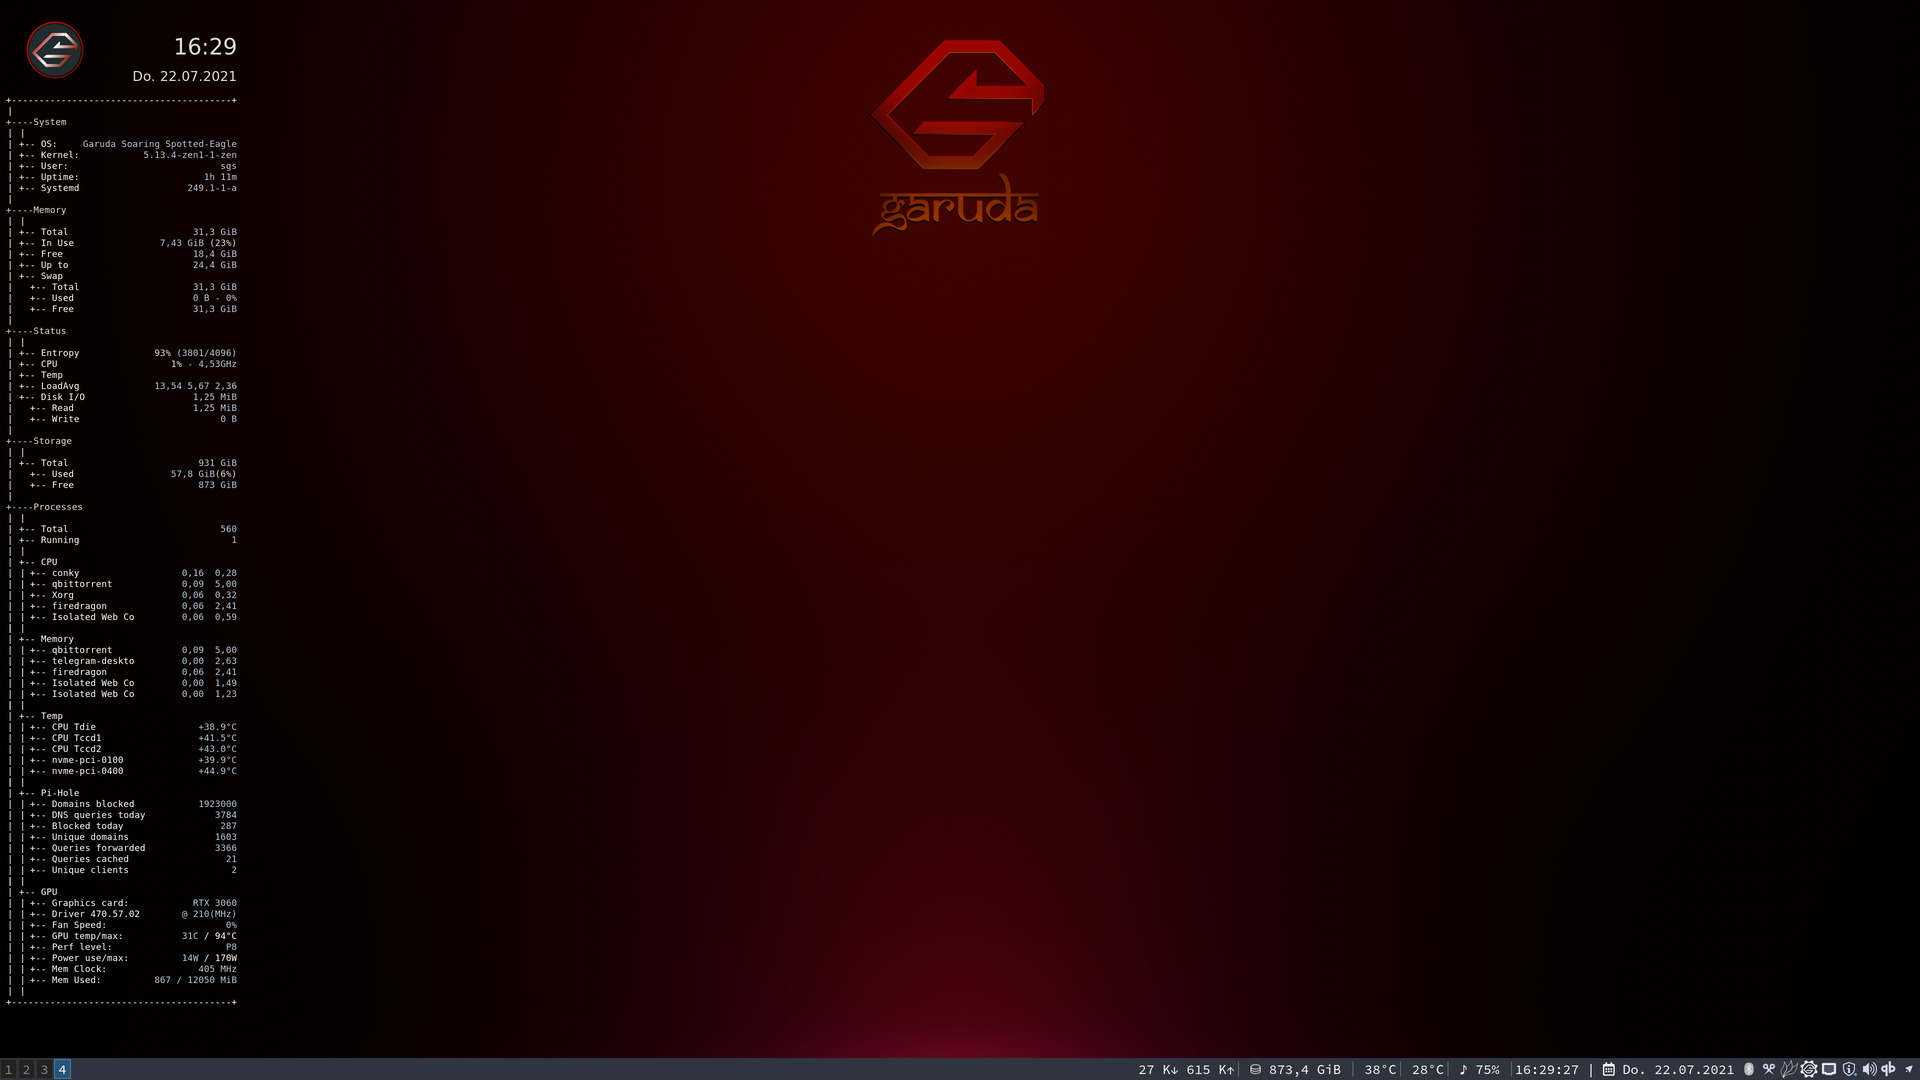 16:29
Do. 22.07.2021
garuda
+----------------------------------------+
|
+----System
| |
| +-- OS: Garuda Soaring Spotted-Eagle
| +-- Kernel: 5.13.4-zen1-1-zen
| +-- User: sgs
| +-- Uptime: 1h 11m
| +-- Systemd 249.1-1-a
|
+----Memory
| |
| +-- Total 31,3 GiB
| +-- In Use 7,43 GiB (23%)
| +-- Free 18,4 GiB
| +-- Up to 24,4 GiB
| +-- Swap
|   +-- Total 31,3 GiB
|   +-- Used 0 B - 0%
|   +-- Free 31,3 GiB
|
+----Status
| |
| +-- Entropy 93% (3801/4096)
| +-- CPU 1% - 4,53GHz
| +-- Temp
| +-- LoadAvg 13,54 5,67 2,36
| +-- Disk I/O 1,25 MiB
|   +-- Read 1,25 MiB
|   +-- Write 0 B
|
+----Storage
| |
| +-- Total 931 GiB
|   +-- Used 57,8 GiB(6%)
|   +-- Free 873 GiB
|
+----Processes
| |
| +-- Total 560
| +-- Running 1
| |
| +-- CPU
| | +-- conky 0,16 0,28
| | +-- qbittorrent 0,09 5,00
| | +-- Xorg 0,06 0,32
| | +-- firedragon 0,06 2,41
| | +-- Isolated Web Co 0,06 0,59
| |
| +-- Memory
| | +-- qbittorrent 0,09 5,00
| | +-- telegram-deskto 0,00 2,63
| | +-- firedragon 0,06 2,41
| | +-- Isolated Web Co 0,00 1,49
| | +-- Isolated Web Co 0,00 1,23
| |
| +-- Temp
| | +-- CPU Tdie +38.9°C
| | +-- CPU Tccd1 +41.5°C
| | +-- CPU Tccd2 +43.0°C
| | +-- nvme-pci-0100 +39.9°C
| | +-- nvme-pci-0400 +44.9°C
| |
| +-- Pi-Hole
| | +-- Domains blocked 1923000
| | +-- DNS queries today 3784
| | +-- Blocked today 287
| | +-- Unique domains 1603
| | +-- Queries forwarded 3366
| | +-- Queries cached 21
| | +-- Unique clients 2
| |
| +-- GPU
| | +-- Graphics card: RTX 3060
| | +-- Driver 470.57.02 @ 210(MHz)
| | +-- Fan Speed: 0%
| | +-- GPU temp/max: 31C / 94°C
| | +-- Perf level: P8
| | +-- Power use/max: 14W / 170W
| | +-- Mem Clock: 405 MHz
| | +-- Mem Used: 867 / 12050 MiB
| |
+----------------------------------------+
1 2 3 4 27 K↓ 615 K↑ 873,4 GiB 38°C 28°C ♪ 75% 16:29:27 | Do. 22.07.2021 qb